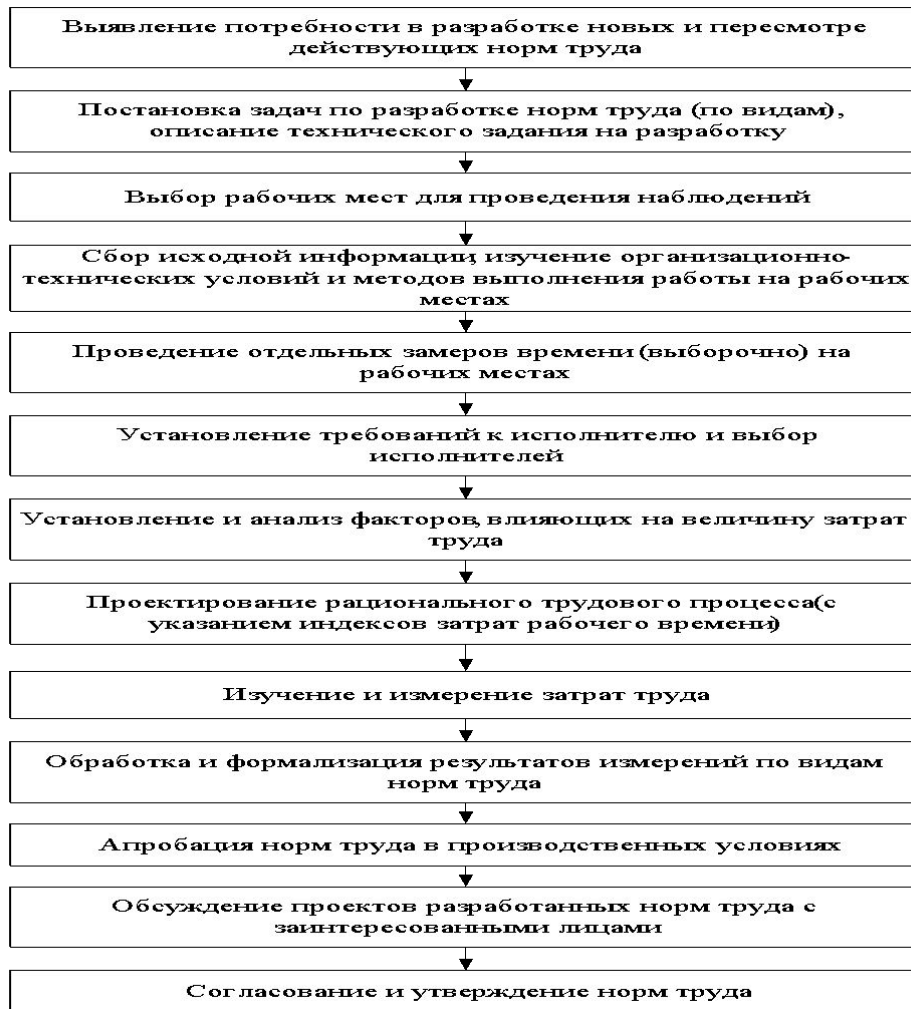 Выявление потребности в разработке новых и пересмотре
действующих норм труда
Постановка задач по разработке норм труда (по видам),
описание технического задания на разработку
Выбор рабочих мест для проведения наблюдений
Сбор исходной информации, изучение организационно-
технических условий и методов выполнения работы на рабочих
местах
Проведение отдельных замеров времени (выборочно) на
рабочих местах
Установление требований к исполнителю и выбор
исполнителей
Установление и анализ факторов, влияющих на величину затрат
труда
Проектирование рационального трудового процесса(с
указанием индексов затрат рабочего времени)
Изучение и измерение затрат труда
Обработка и формализация результатов измерений по видам
норм труда
Апробация норм труда в производственных условиях
Обсуждение проектов разработанных норм труда с
заинтересованными лицами
Согласование и утверждение норм труда